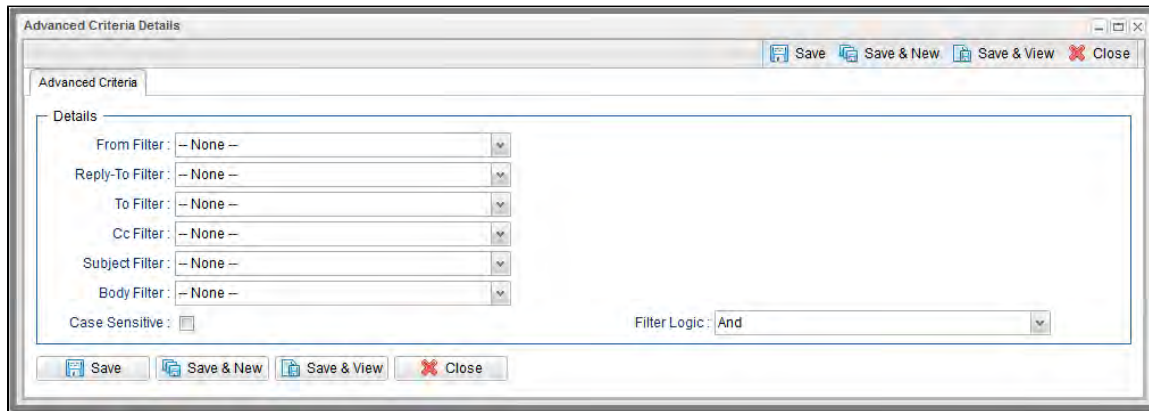 Advanced Criteria Details
Save Save & New Save & View Close
Advanced Criteria
Details
From Filter : -- None --
Reply-To Filter : -- None --
To Filter : -- None --
Cc Filter : -- None --
Subject Filter : -- None --
Body Filter : -- None --
Case Sensitive : Filter Logic : And
Save Save & New Save & View Close